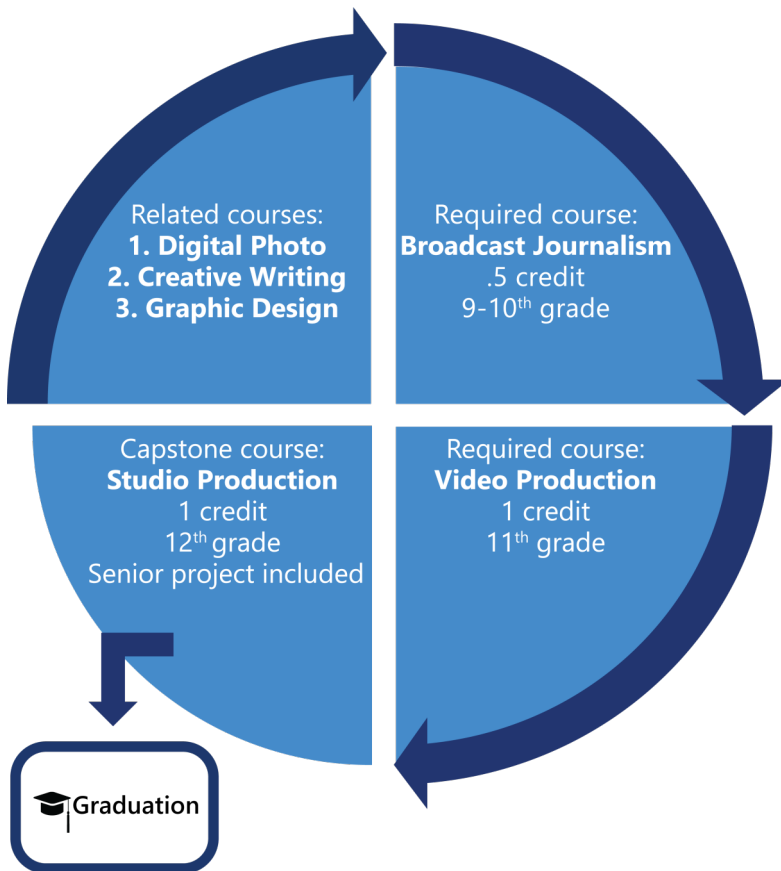 Related courses:
1. Digital Photo
2. Creative Writing
3. Graphic Design
Required course:
Broadcast Journalism
.5 credit
9-10th grade
Required course:
Video Production
1 credit
11th grade
Capstone course:
Studio Production
1 credit
12th grade
Senior project included
Graduation